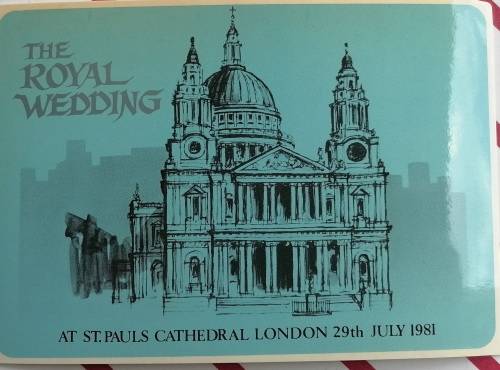 THE
ROYAL
WEDDING
AT ST. PAULS CATHEDRAL LONDON 29th JULY 1981